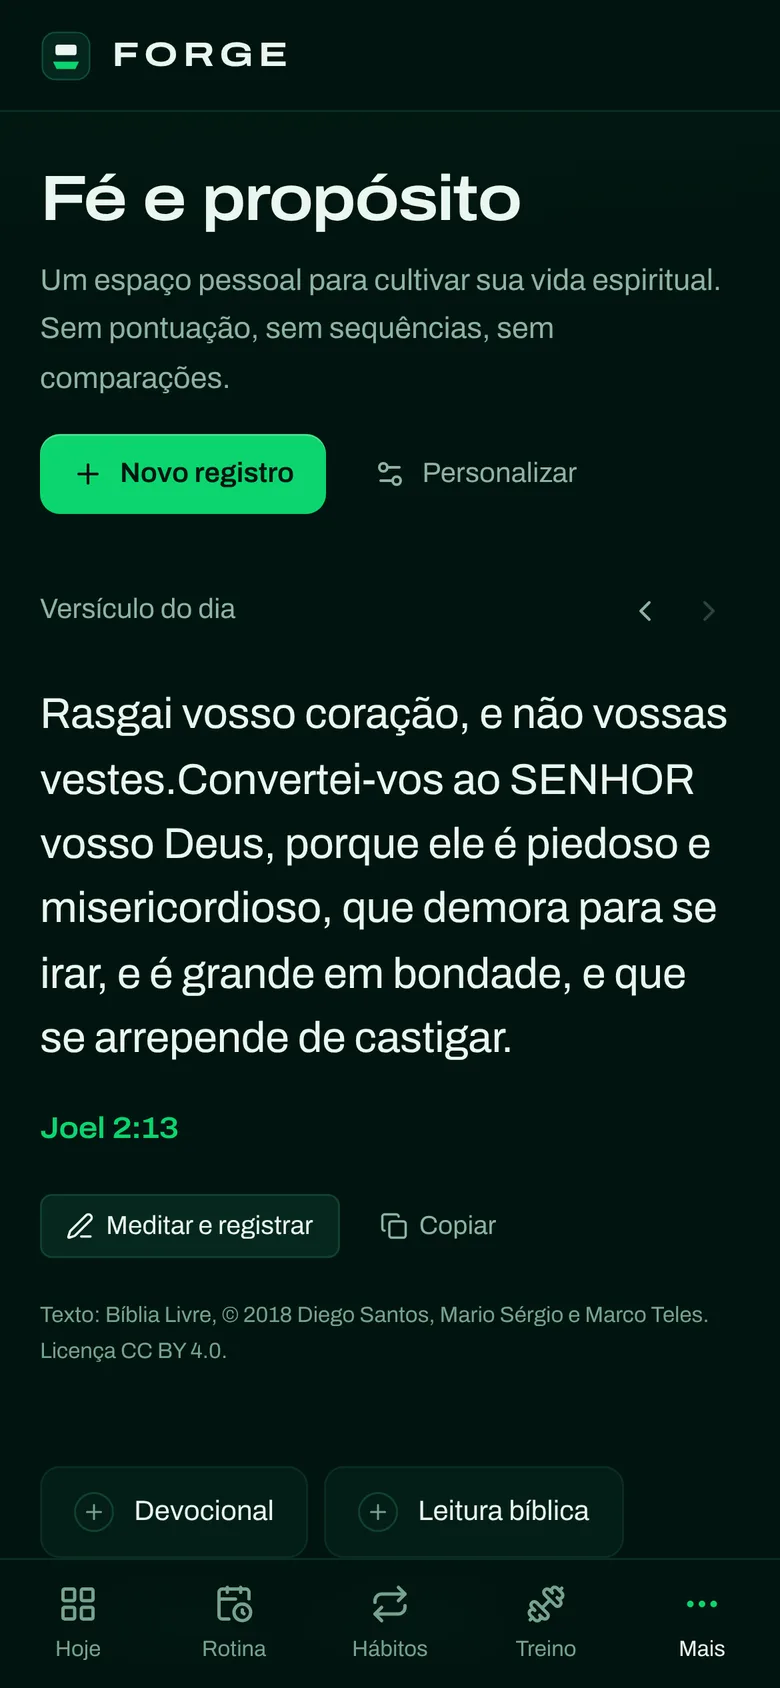 FORGE
Fé e propósito
Um espaço pessoal para cultivar sua vida espiritual.
Sem pontuação, sem sequências, sem
comparações.
Novo registro
Personalizar
Versículo do dia
Rasgai vosso coração, e não vossas
vestes.Convertei-vos ao SENHOR
vosso Deus, porque ele é piedoso e
misericordioso, que demora para se
irar, e é grande em bondade, e que
se arrepende de castigar.
Joel 2:13
Meditar e registrar
Copiar
Texto: Bíblia Livre, © 2018 Diego Santos, Mario Sérgio e Marco Teles.
Licença CC BY 4.0.
Devocional
Leitura bíblica
Hoje
Rotina
Hábitos
Treino
Mais